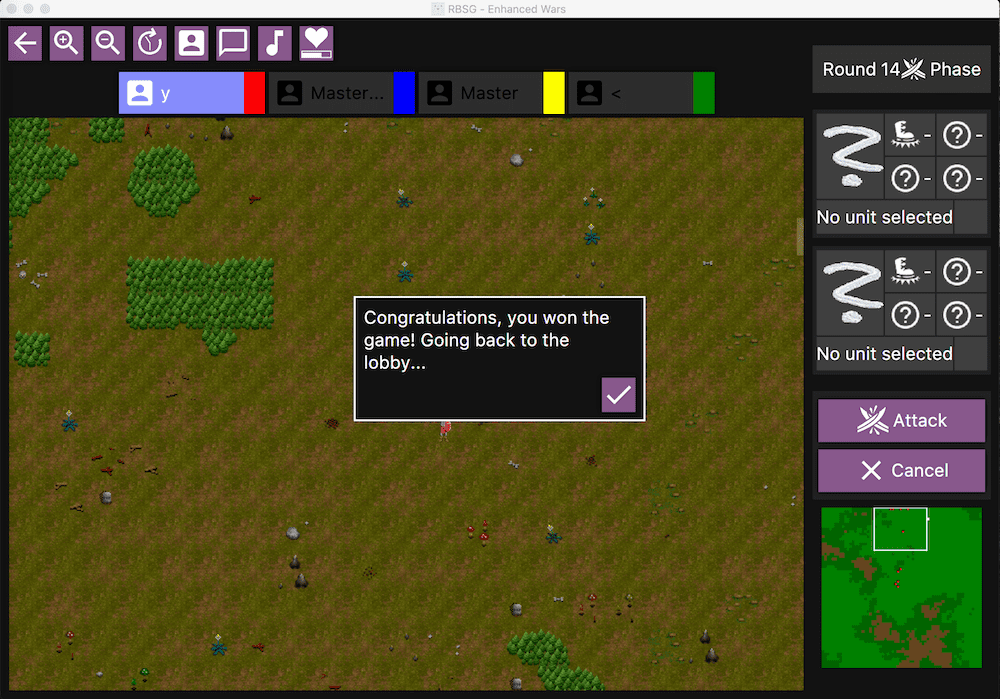 RBSG - Enhanced Wars
y
Master...
Master
<
Round 14 Phase
? - ? - ? -
No unit selected
? - ? - ? -
No unit selected
Congratulations, you won the
game! Going back to the
lobby...
Attack
Cancel